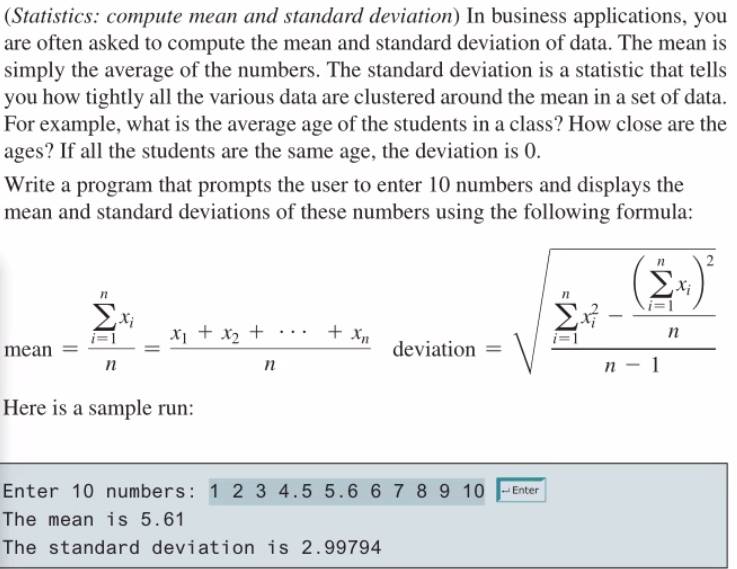 (Statistics: compute mean and standard deviation) In business applications, you
are often asked to compute the mean and standard deviation of data. The mean is
simply the average of the numbers. The standard deviation is a statistic that tells
you how tightly all the various data are clustered around the mean in a set of data.
For example, what is the average age of the students in a class? How close are the
ages? If all the students are the same age, the deviation is 0.
Write a program that prompts the user to enter 10 numbers and displays the
mean and standard deviations of these numbers using the following formula:
mean = \frac{\sum_{i=1}^{n} x_i}{n} = \frac{x_1 + x_2 + \cdots + x_n}{n} deviation = \sqrt{\frac{\sum_{i=1}^{n} x_i^2 - \frac{\left(\sum_{i=1}^{n} x_i\right)^2}{n}}{n - 1}}
Here is a sample run:
Enter 10 numbers: 1 2 3 4.5 5.6 6 7 8 9 10 ↵Enter
The mean is 5.61
The standard deviation is 2.99794